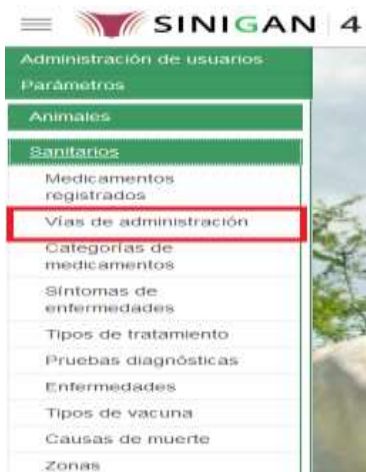 SINIGAN 4
Administración de usuarios
Parámetros
Animales
Sanitarios
Medicamentos
registrados
Vías de administración
Categorías de
medicamentos
Síntomas de
enfermedades
Tipos de tratamiento
Pruebas diagnósticas
Enfermedades
Tipos de vacuna
Causas de muerte
Zonas